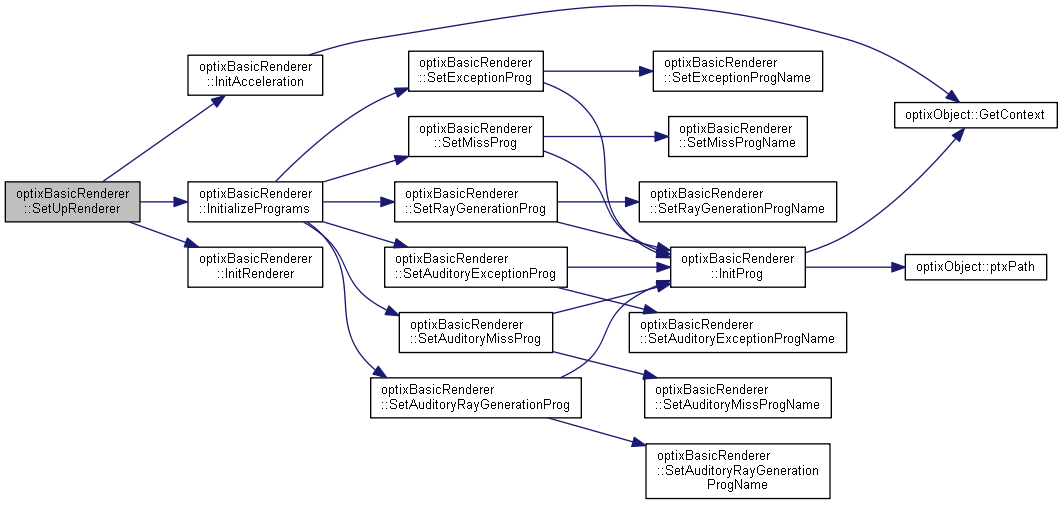 optixBasicRenderer
::SetUpRenderer
optixBasicRenderer
::InitAcceleration
optixBasicRenderer
::InitializePrograms
optixBasicRenderer
::InitRenderer
optixBasicRenderer
::SetExceptionProg
optixBasicRenderer
::SetMissProg
optixBasicRenderer
::SetRayGenerationProg
optixBasicRenderer
::SetAuditoryExceptionProg
optixBasicRenderer
::SetAuditoryMissProg
optixBasicRenderer
::SetAuditoryRayGenerationProg
optixBasicRenderer
::SetExceptionProgName
optixBasicRenderer
::SetMissProgName
optixBasicRenderer
::SetRayGenerationProgName
optixBasicRenderer
::InitProg
optixBasicRenderer
::SetAuditoryExceptionProgName
optixBasicRenderer
::SetAuditoryMissProgName
optixBasicRenderer
::SetAuditoryRayGeneration
ProgName
optixObject::GetContext
optixObject::ptxPath